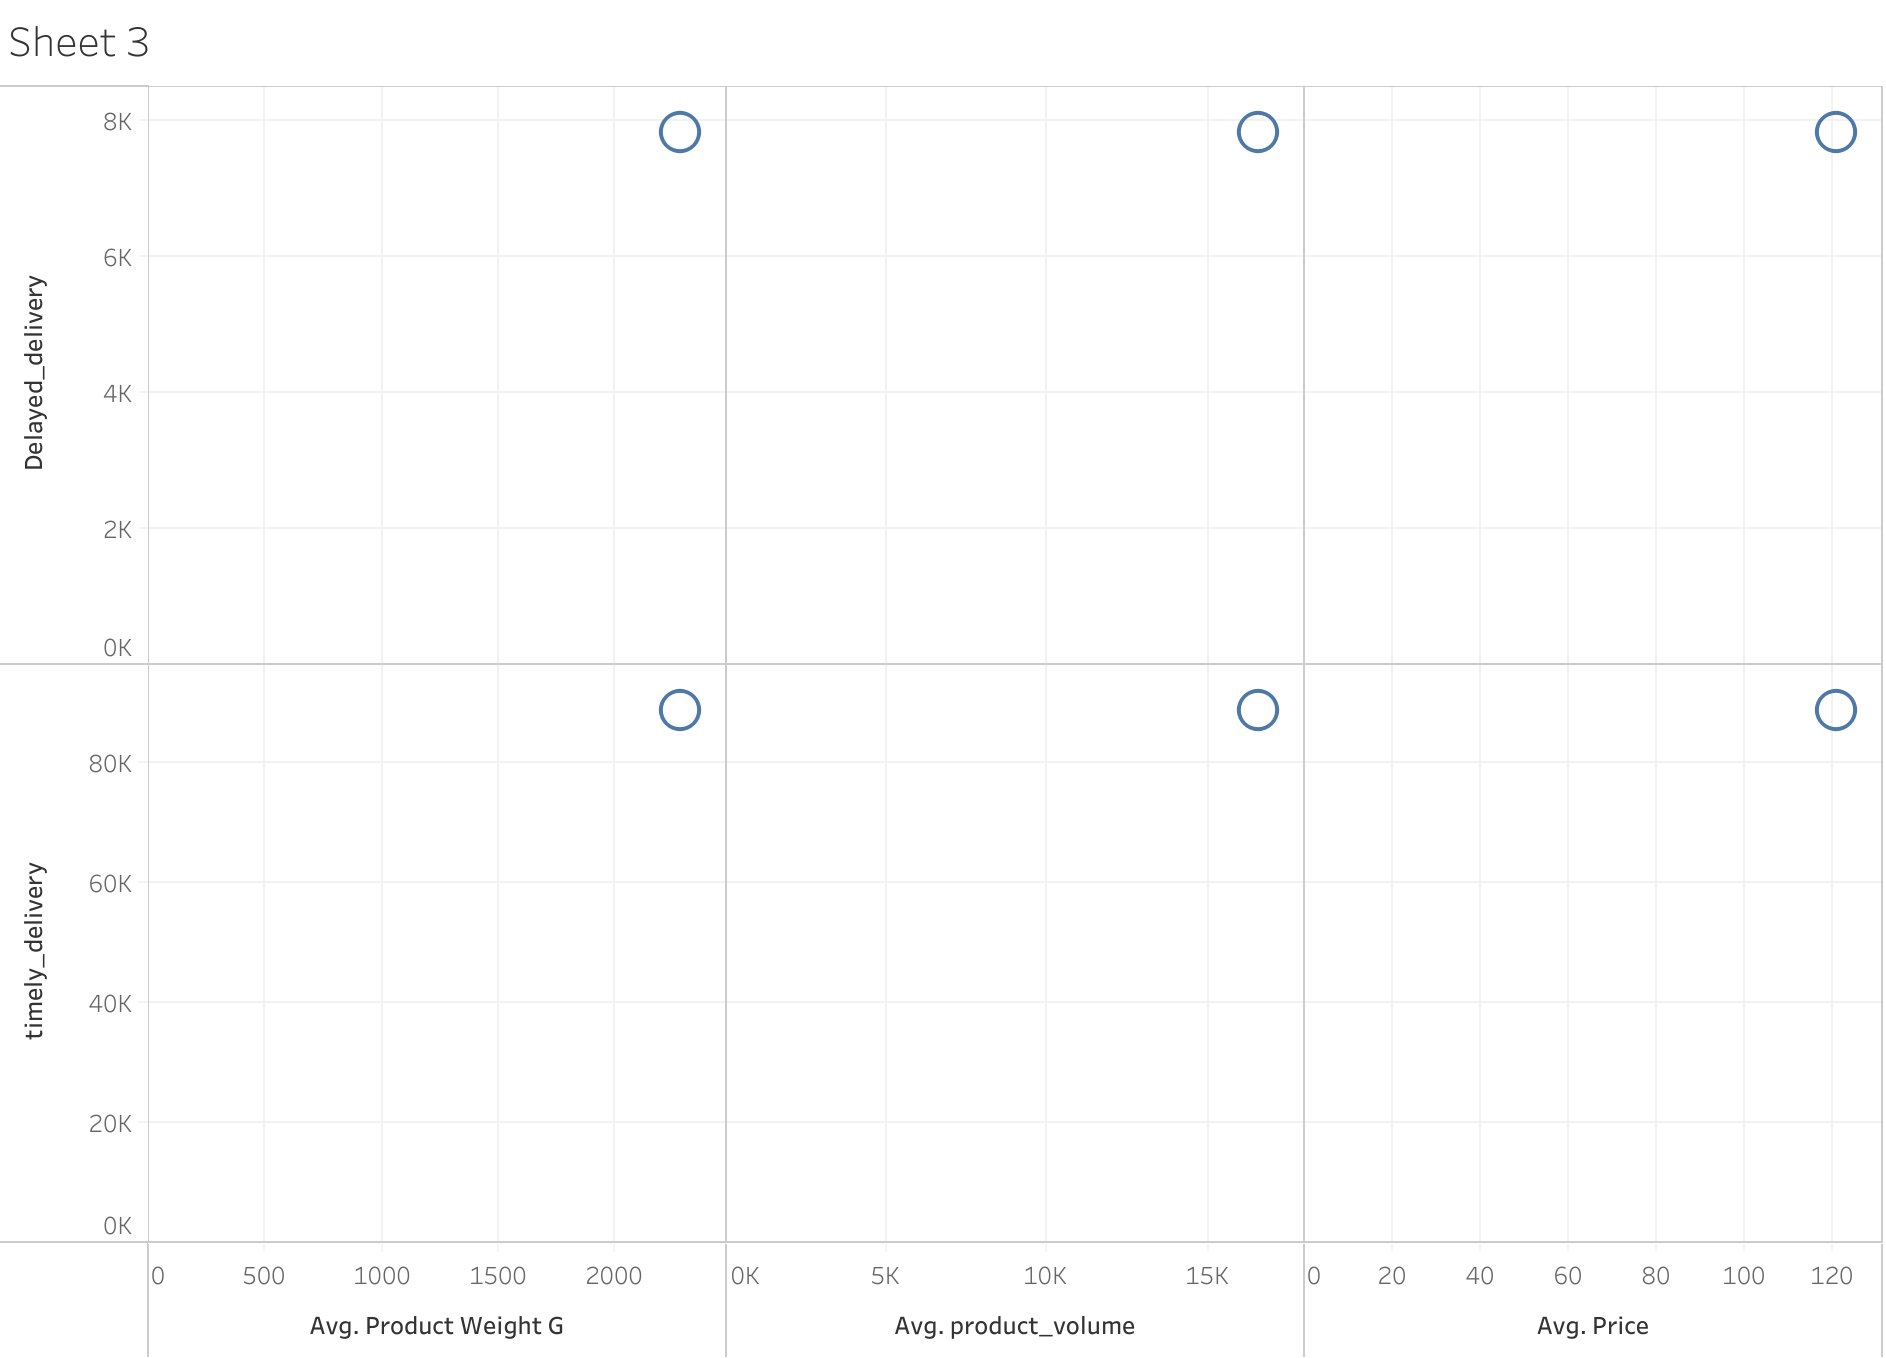 Sheet 3
8K
6K
4K
2K
0K
Delayed_delivery
80K
60K
40K
20K
0K
timely_delivery
0 500 1000 1500 2000 0K 5K 10K 15K 0 20 40 60 80 100 120
Avg. Product Weight G Avg. product_volume Avg. Price